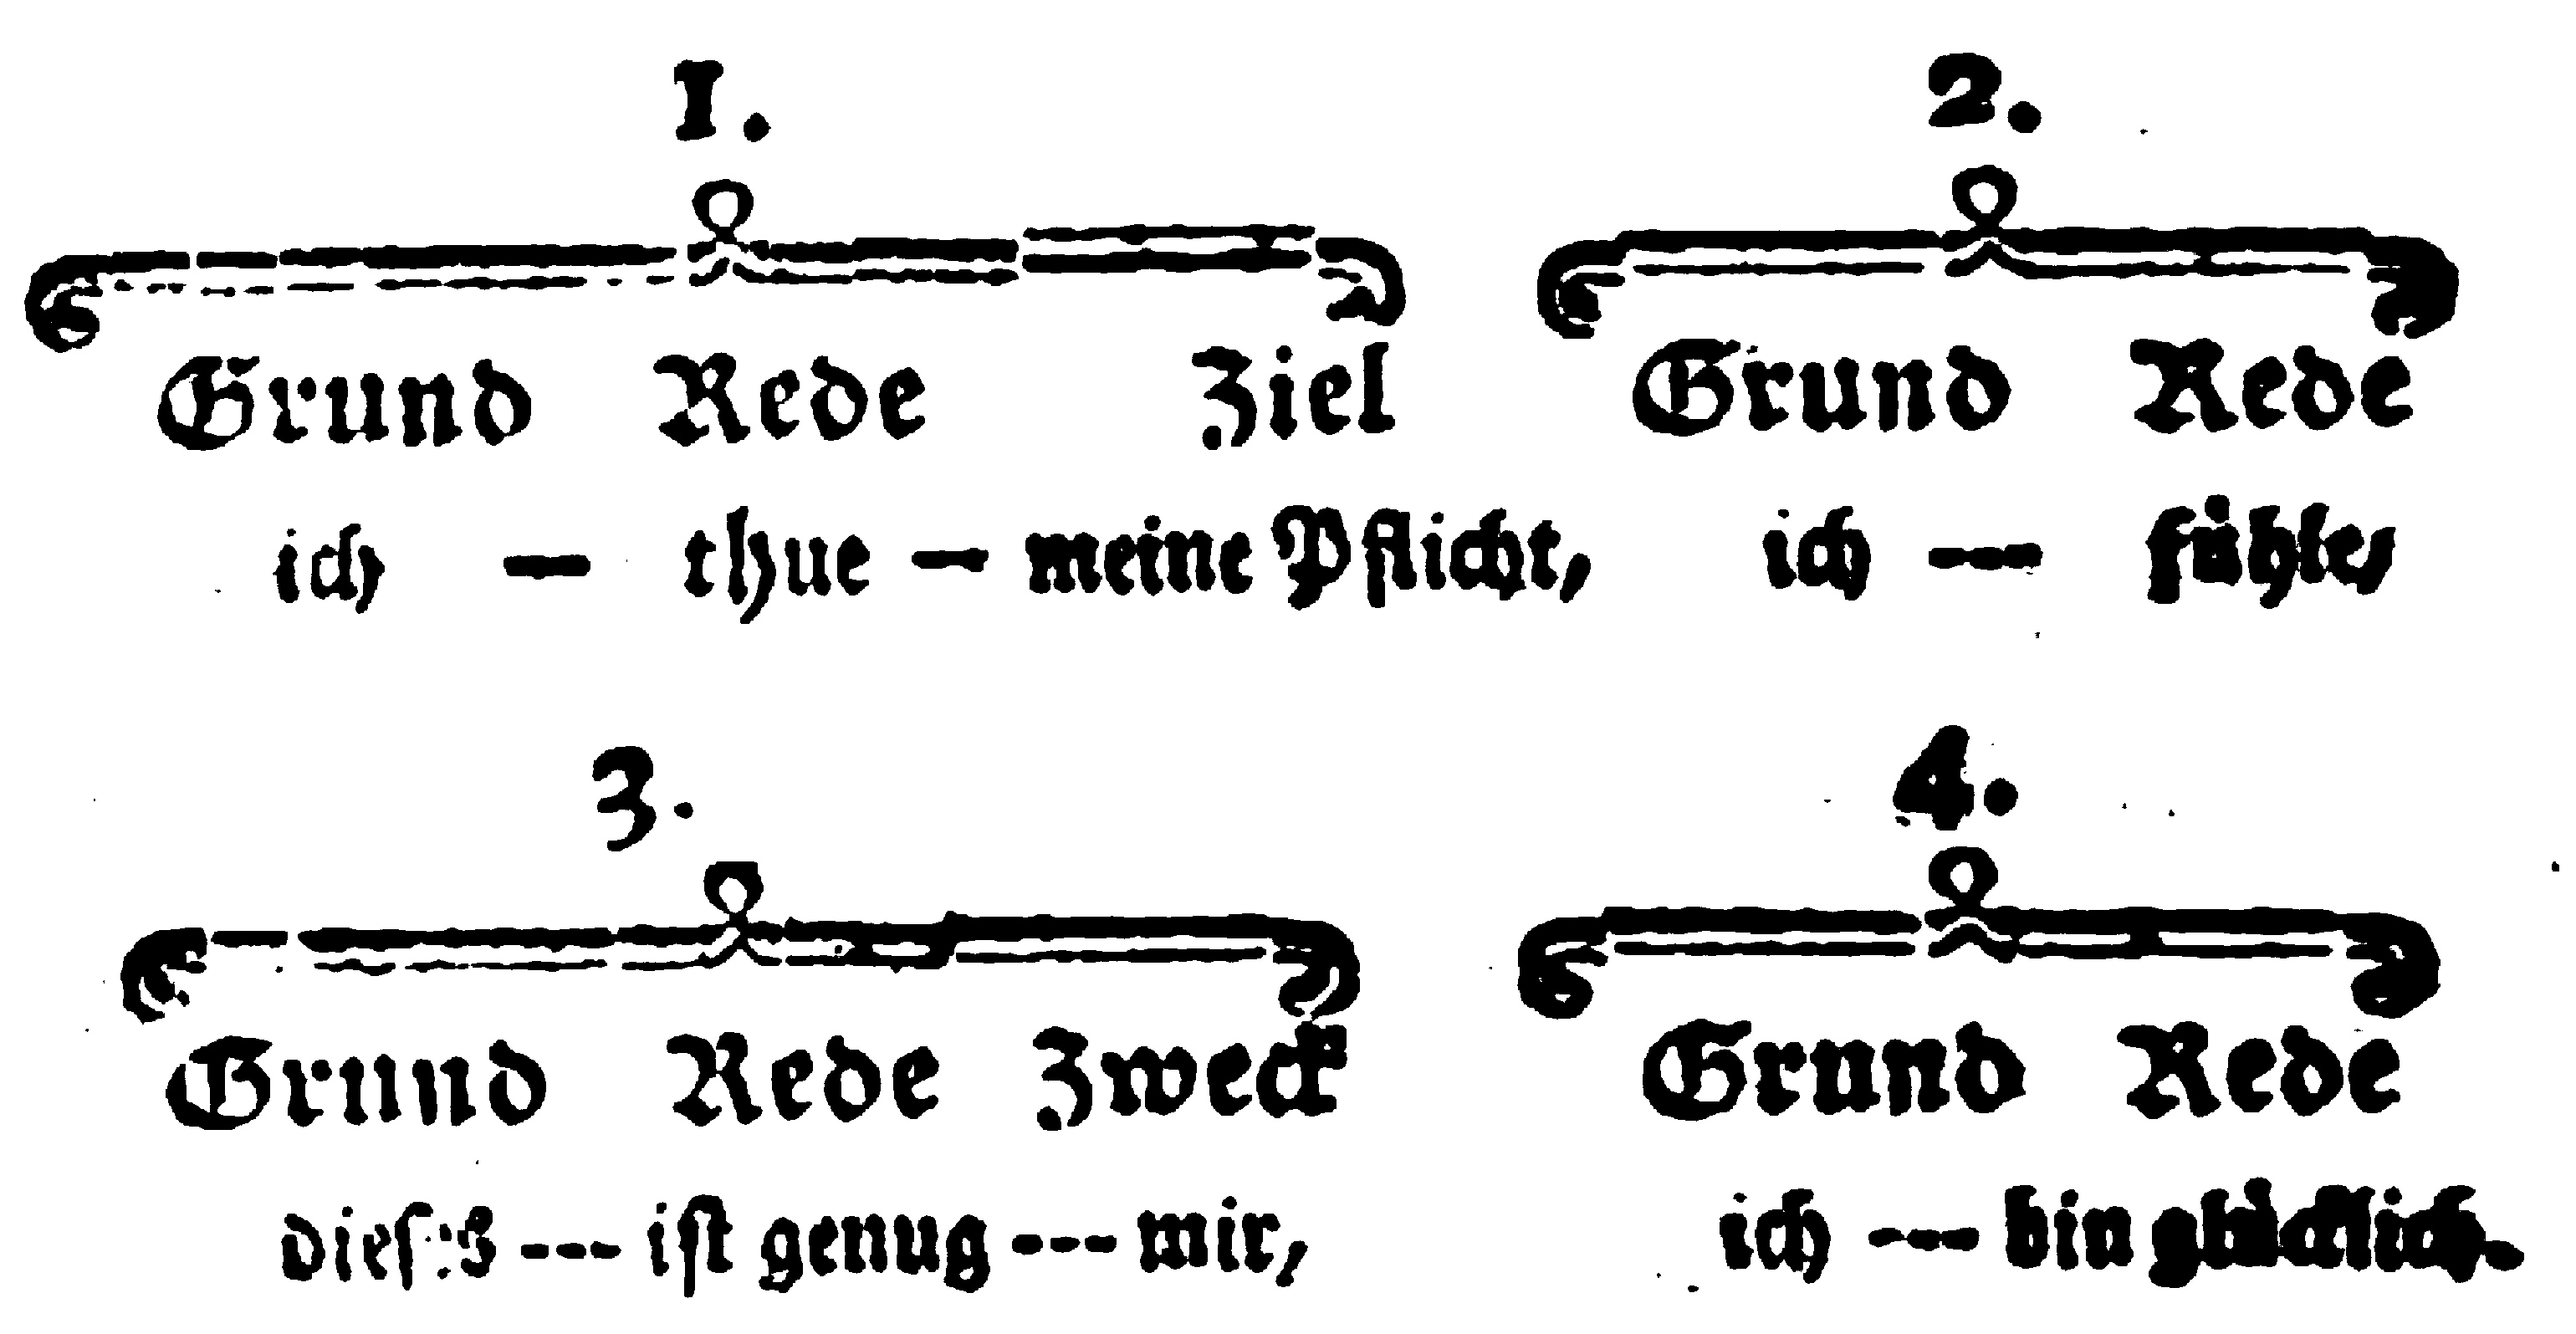 1. 2.
Grund Rede Ziel Grund Rede
ich — thue — meine Pflicht, ich --- fühle,
3. 4.
Grund Rede Zweck Grund Rede
dieſes --- iſt genug --- mir, ich --- bin glücklich.